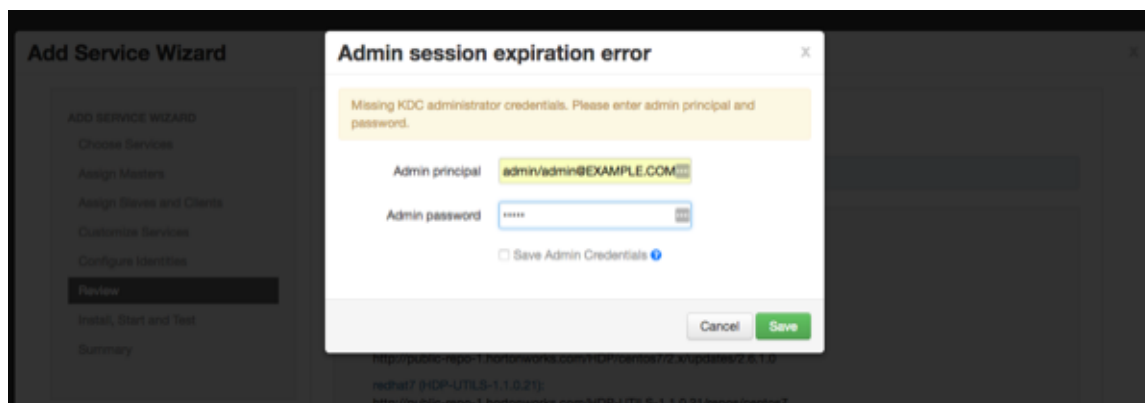 Add Service Wizard
ADD SERVICE WIZARD
Choose Services
Assign Masters
Assign Slaves and Clients
Customize Services
Configure Identities
Review
Install, Start and Test
Summary
Admin session expiration error
x
Missing KDC administrator credentials. Please enter admin principal and
password.
Admin principal
admin/admin@EXAMPLE.COM
Admin password
•••••
Save Admin Credentials
?
Cancel
Save
http://public-repo-1.hortonworks.com/HDP/centos7/2.x/updates/2.6.1.0
redhat7 (HDP-UTILS-1.1.0.21):